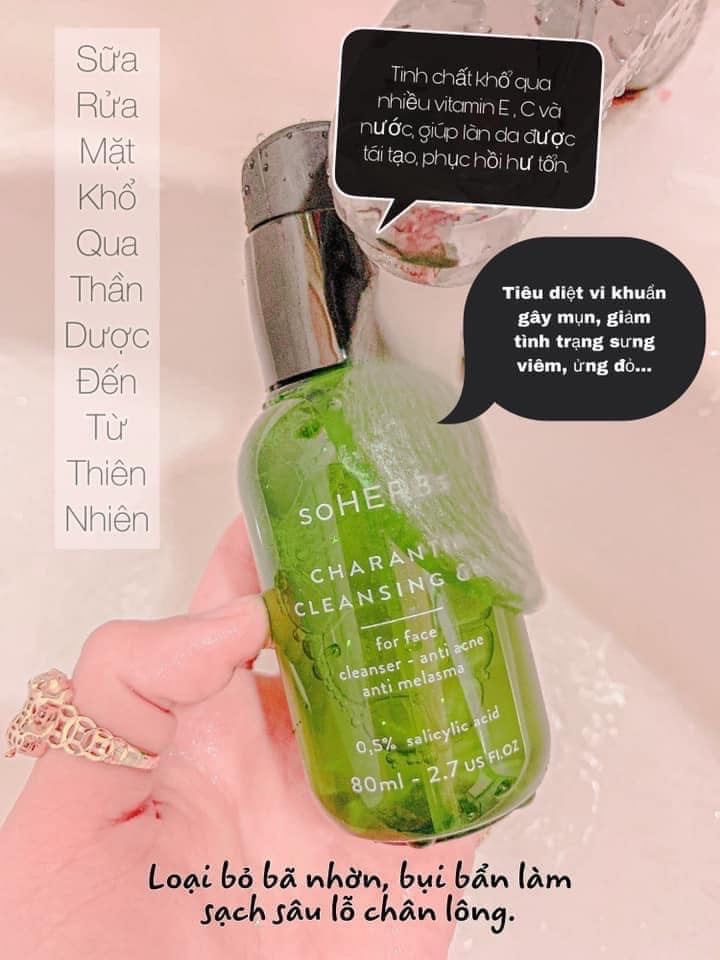 Sữa
Rửa
Mặt
Khổ
Qua
Thần
Dược
Đến
Từ
Thiên
Nhiên
Tinh chất khổ qua
nhiều vitamin E , C và
nước, giúp làn da được
tái tạo, phục hồi hư tổn.
Tiêu diệt vi khuẩn
gây mụn, giảm
tình trạng sưng
viêm, ửng đỏ...
soHERBs
CLEANSING
for face
cleanser - anti acne
anti melasma
0,5% salicylic acid
80ml - 2.7 US Fl.OZ
Loại bỏ bã nhờn, bụi bẩn làm
sạch sâu lỗ chân lông.